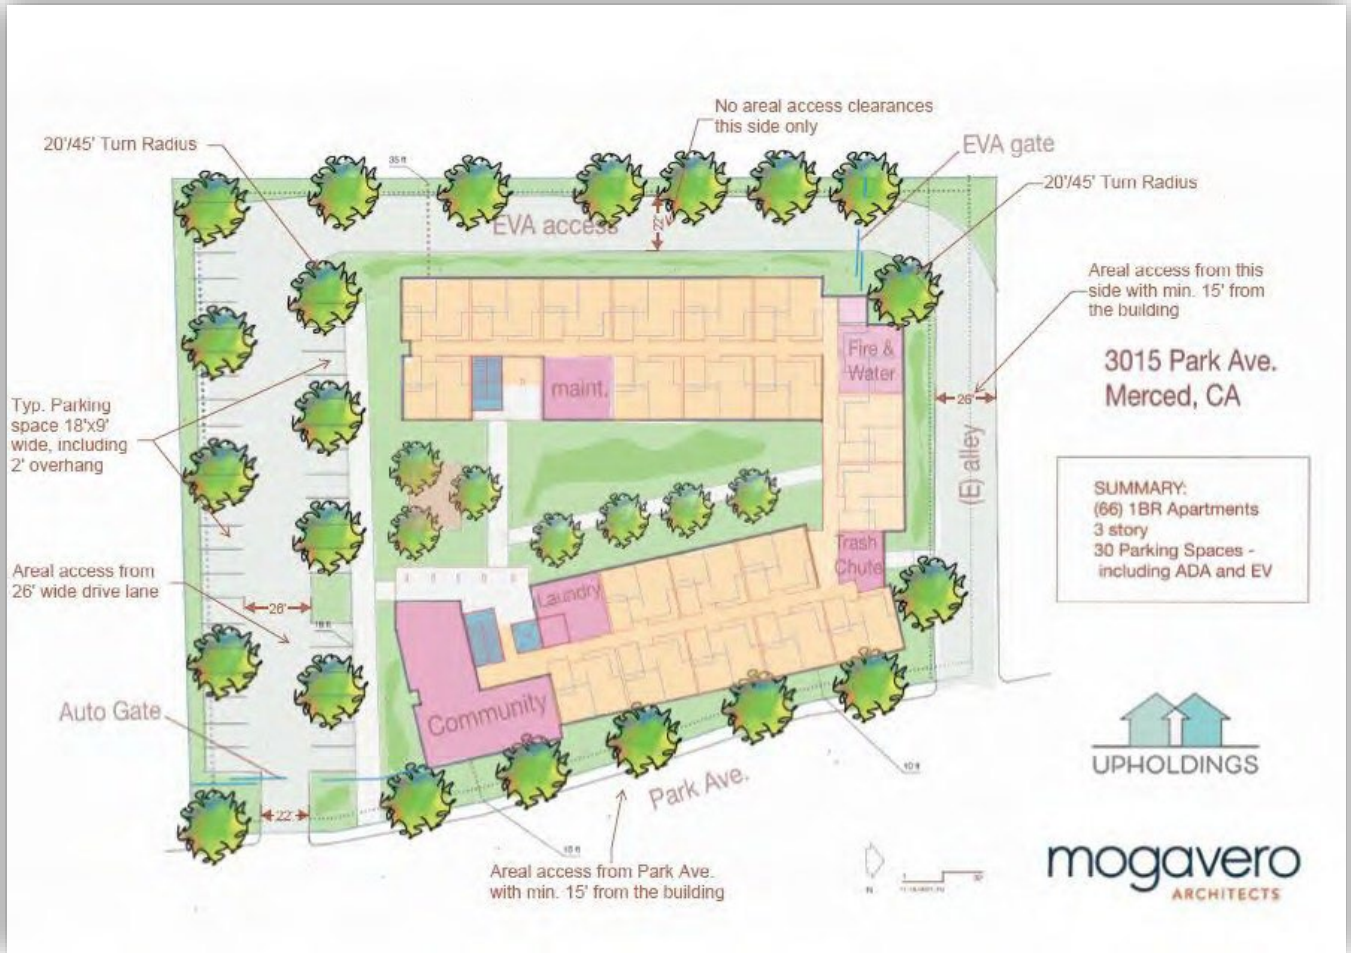 No areal access clearances
this side only
20'/45' Turn Radius
EVA gate
35 ft
20'/45' Turn Radius
EVA access
22'
Areal access from this
side with min. 15' from
the building
3015 Park Ave.
Merced, CA
Fire &
Water
maint.
26'
Typ. Parking
space 18'x9'
wide, including
2' overhang
(E) alley
SUMMARY:
(66) 1BR Apartments
3 story
30 Parking Spaces -
including ADA and EV
Trash
Chute
Areal access from
26' wide drive lane
Laundry
26'
Auto Gate
Community
UPHOLDINGS
10 ft
Park Ave.
22'
Areal access from Park Ave.
with min. 15' from the building
N
mogavero
ARCHITECTS